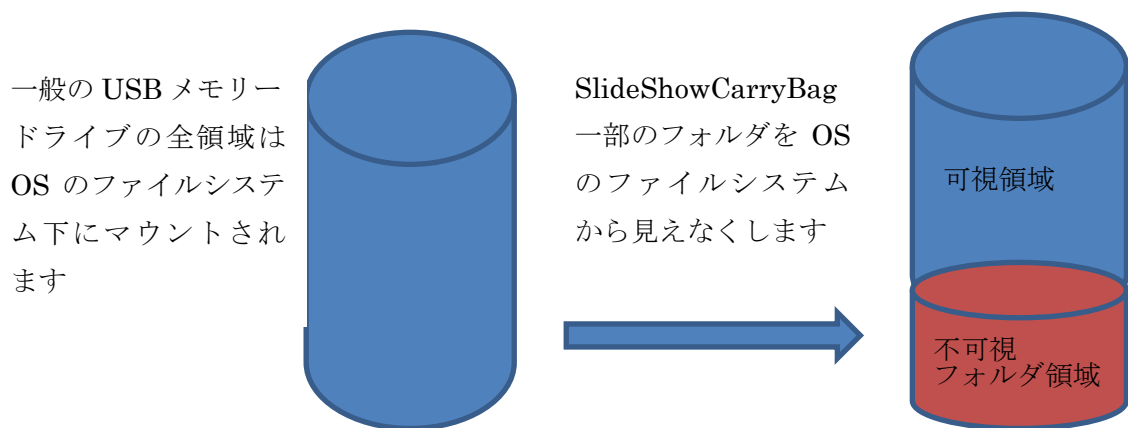 一般の USB メモリー
ドライブの全領域は
OS のファイルシステ
ム下にマウントされ
ます
SlideShowCarryBag
一部のフォルダを OS
のファイルシステム
から見えなくします
可視領域
不可視
フォルダ領域